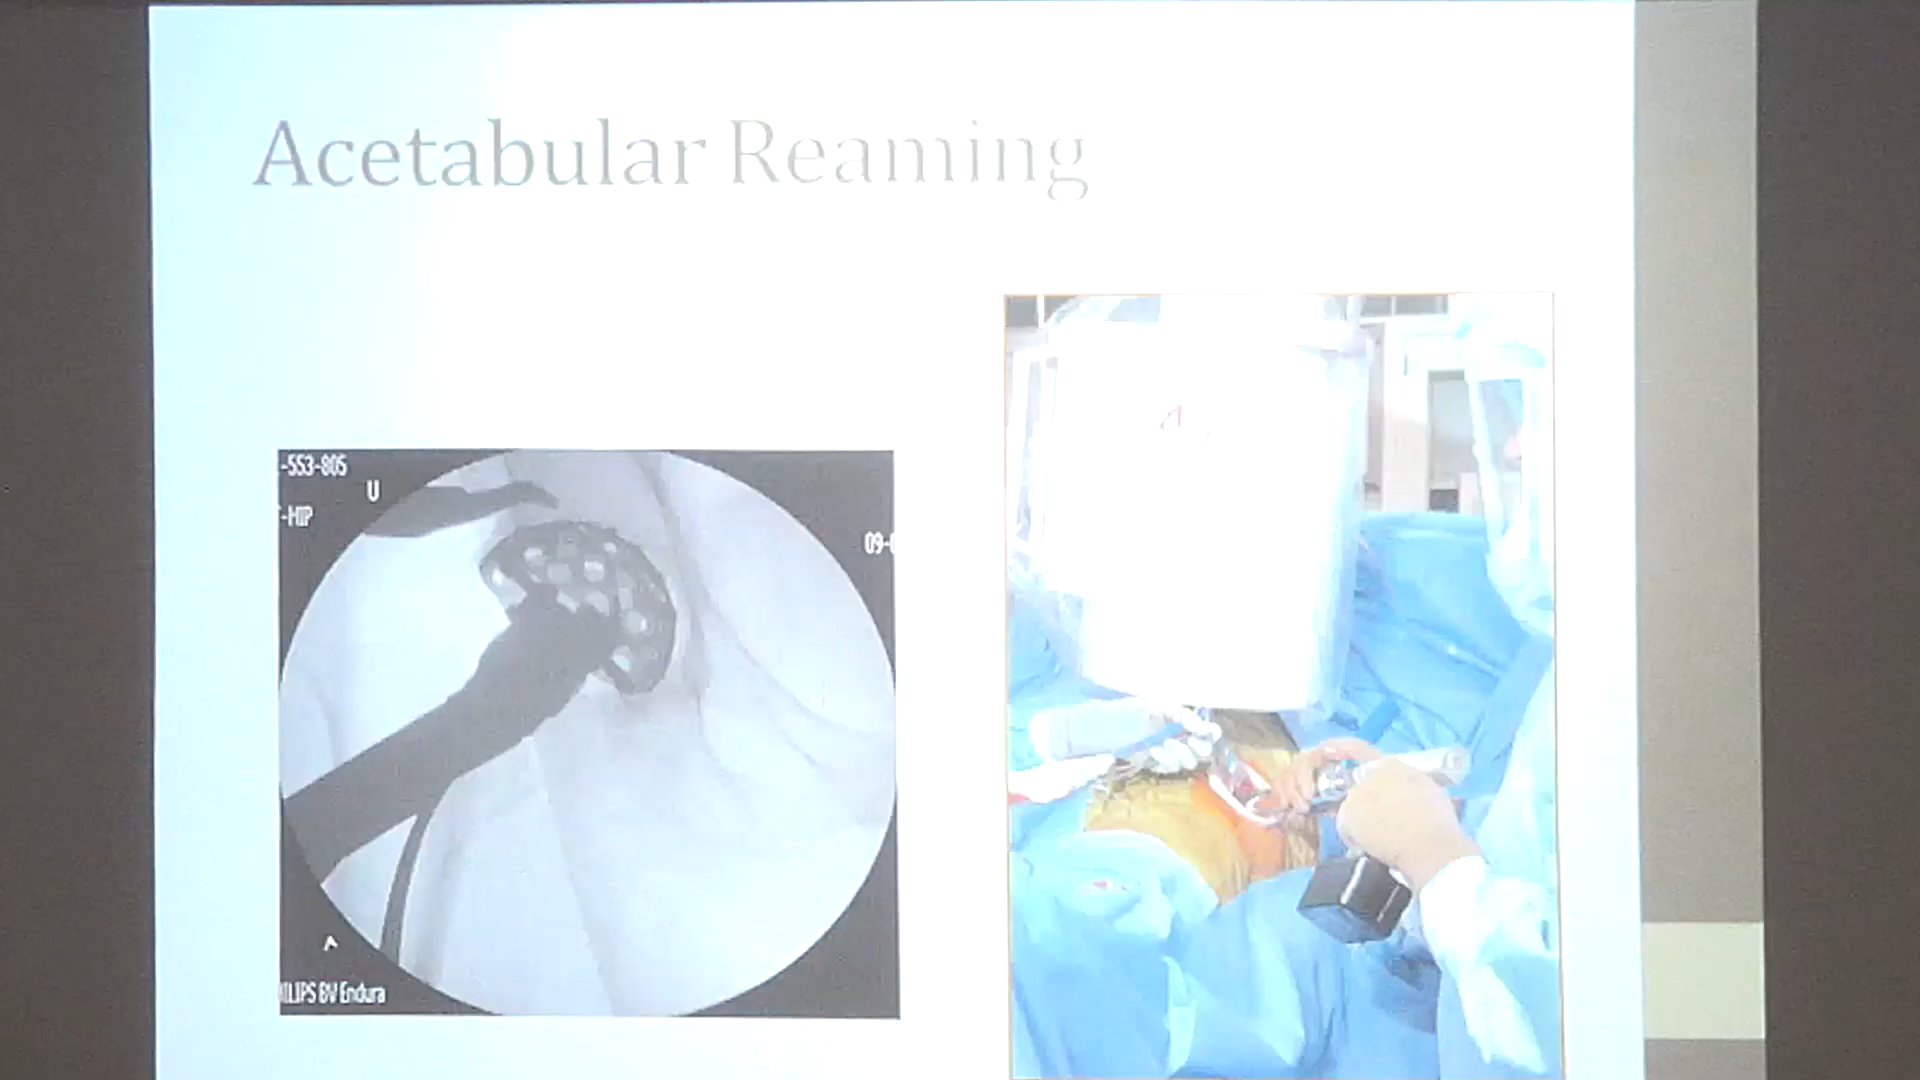 Acetabular Reaming
-553-805
U
-HIP
09-
A
ILIPS BV Endura